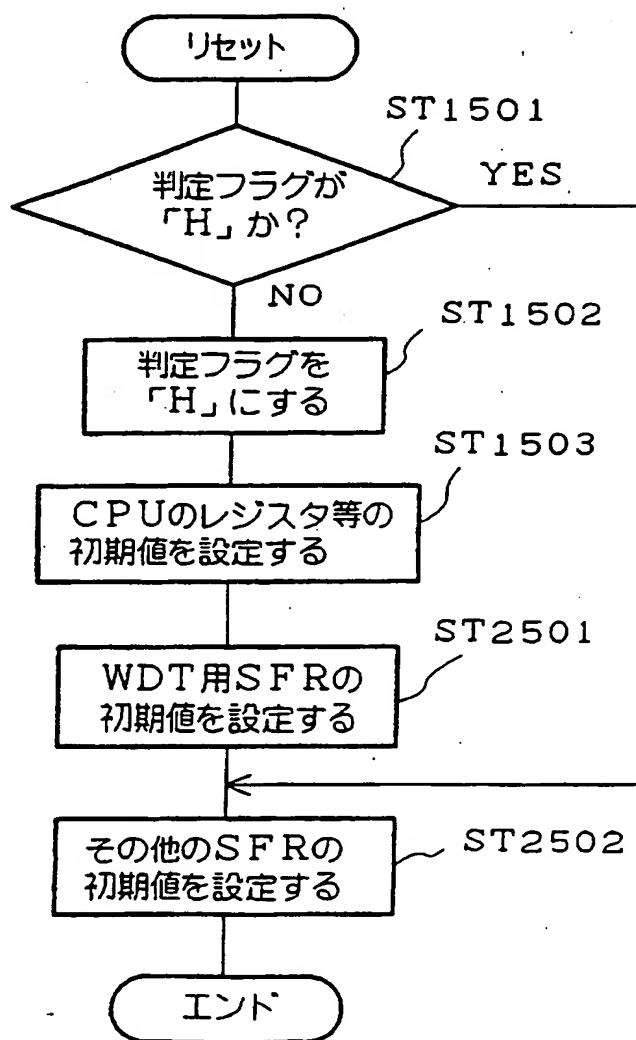 リセット
ST1501
判定フラグが
「H」か？
YES
NO
ST1502
判定フラグを
「H」にする
ST1503
CPUのレジスタ等の
初期値を設定する
ST2501
WDT用SFRの
初期値を設定する
ST2502
その他のSFRの
初期値を設定する
エンド